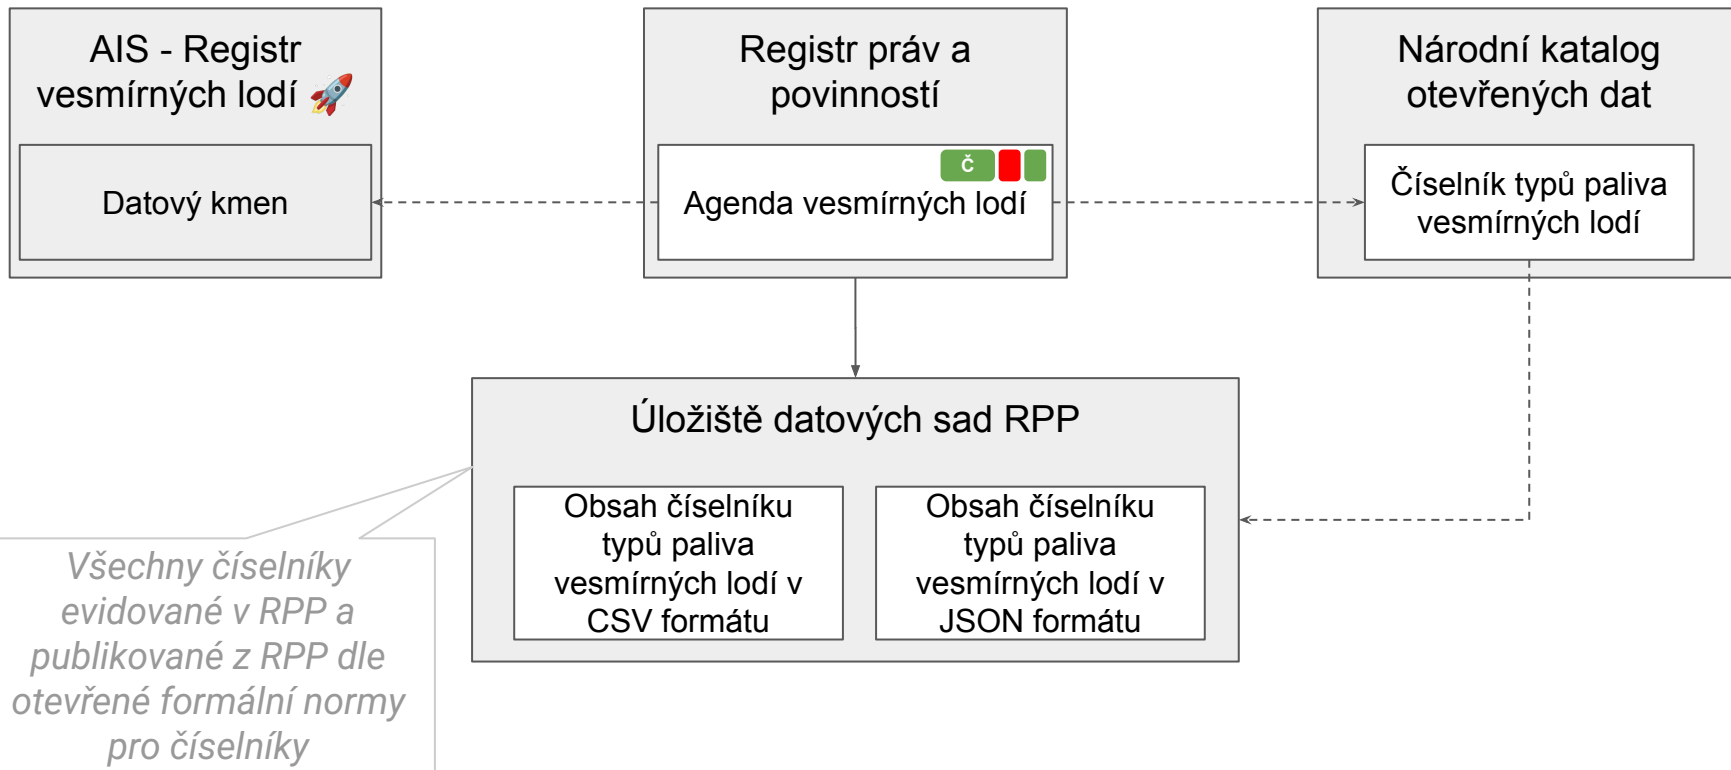 AIS - Registr
vesmírných lodí 🚀
Datový kmen
Registr práv a
povinností
Č
Agenda vesmírných lodí
Národní katalog
otevřených dat
Číselník typů paliva
vesmírných lodí
Úložiště datových sad RPP
Obsah číselníku
typů paliva
vesmírných lodí v
CSV formátu
Obsah číselníku
typů paliva
vesmírných lodí v
JSON formátu
Všechny číselníky
evidované v RPP a
publikované z RPP dle
otevřené formální normy
pro číselníky